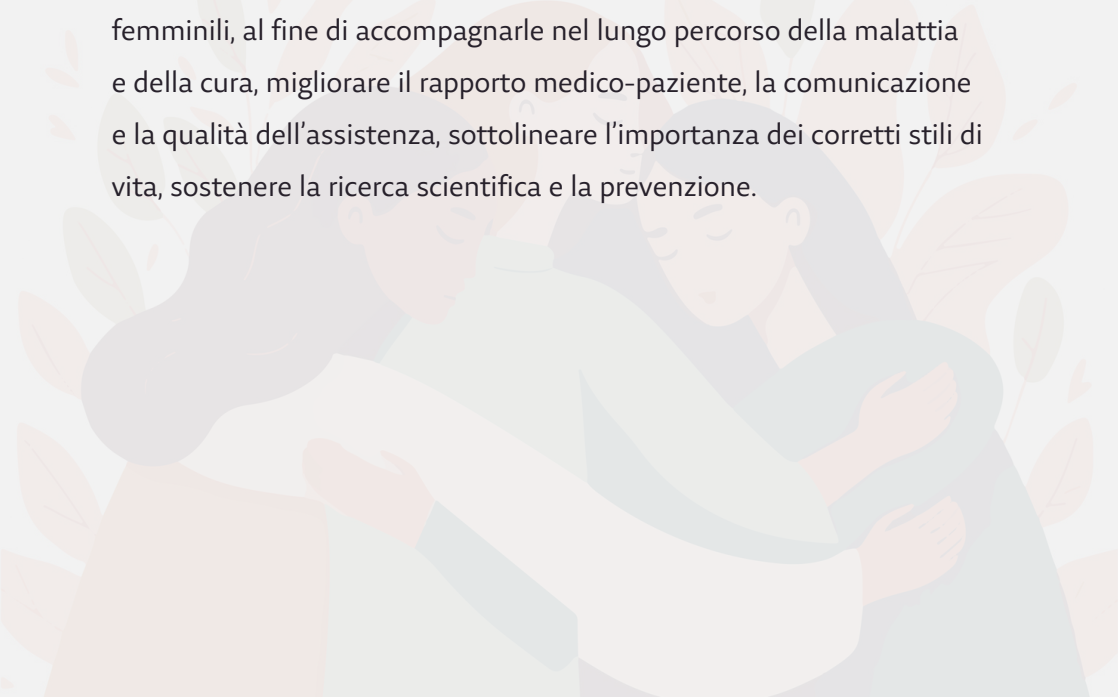 femminili, al fine di accompagnarle nel lungo percorso della malattia
e della cura, migliorare il rapporto medico-paziente, la comunicazione
e la qualità dell’assistenza, sottolineare l’importanza dei corretti stili di
vita, sostenere la ricerca scientifica e la prevenzione.